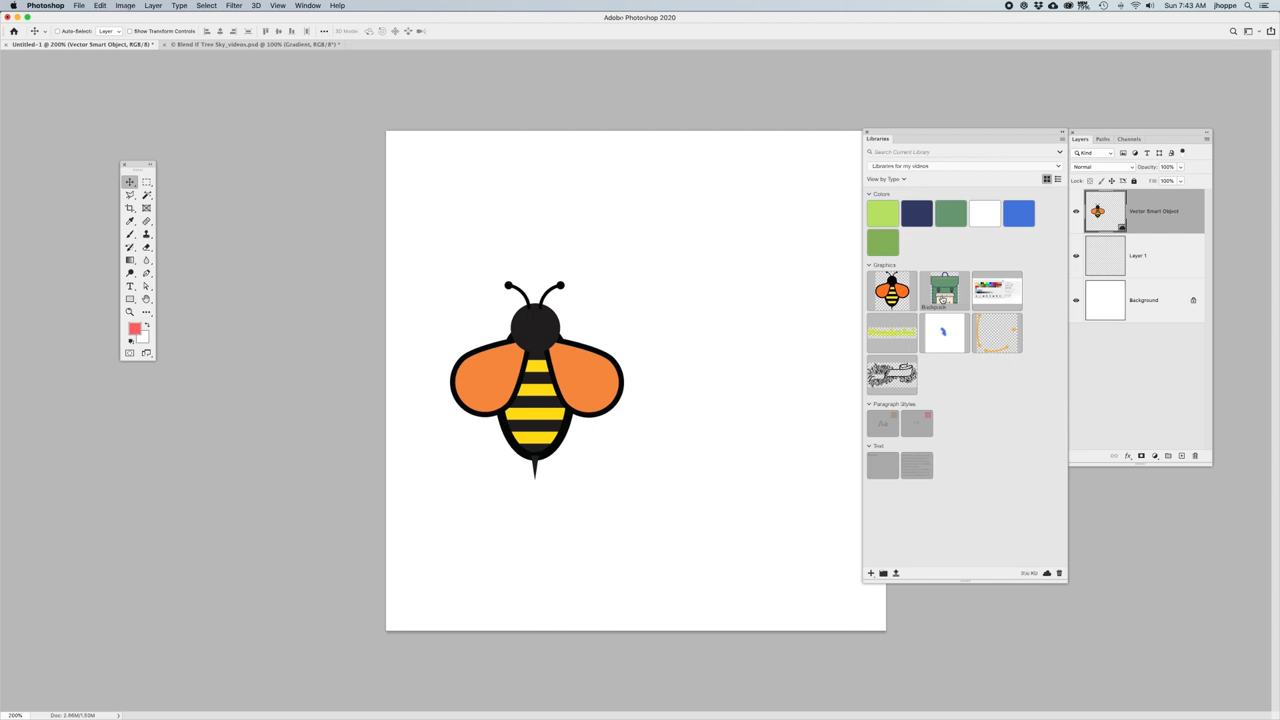 Photoshop File Edit Image Layer Type Select Filter 3D View Window Help Sun 7:43 AM jhoppe
Adobe Photoshop 2020
Auto-Select: Layer Show Transform Controls 3D Mode:
Untitled-1 @ 200% (Vector Smart Object, RGB/8) * © Blend If Tree Sky_videos.psd @ 100% (Gradient, RGB/8*) *
Libraries
Search Current Library
Libraries for my videos
View by Type
Colors
Graphics
Backpack
Paragraph Styles
Aa
Text
Layers Paths Channels
Kind
Normal Opacity: 100%
Lock: Fill: 100%
Vector Smart Object
Layer 1
Background
200% Doc: 2.86M/1.50M